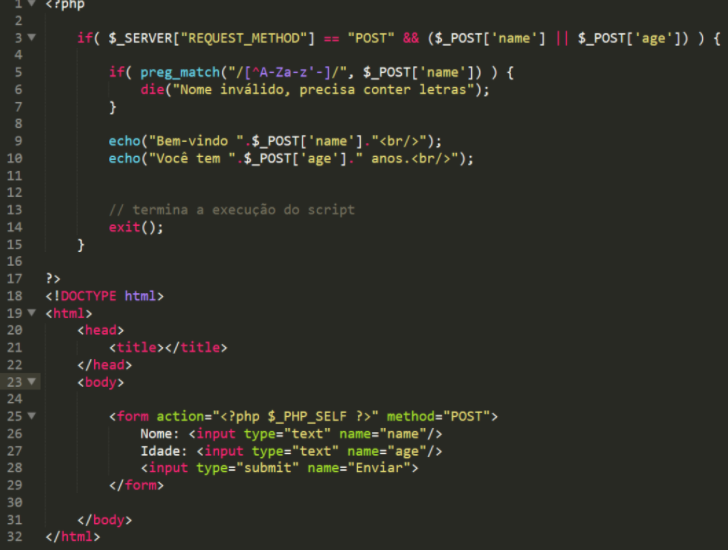 1 <?php
2
3 if( $_SERVER["REQUEST_METHOD"] == "POST" && ($_POST['name'] || $_POST['age']) ) {
4
5 if( preg_match("/[^A-Za-z'-]/", $_POST['name']) ) {
6 die("Nome inválido, precisa conter letras");
7 }
8
9 echo("Bem-vindo ".$_POST['name']."<br/>");
10 echo("Você tem ".$_POST['age']." anos.<br/>");
11
12
13 // termina a execução do script
14 exit();
15 }
16
17 ?>
18 <!DOCTYPE html>
19 <html>
20 <head>
21 <title></title>
22 </head>
23 <body>
24
25 <form action="<?php $_PHP_SELF ?>" method="POST">
26 Nome: <input type="text" name="name"/>
27 Idade: <input type="text" name="age"/>
28 <input type="submit" name="Enviar">
29 </form>
30
31 </body>
32 </html>